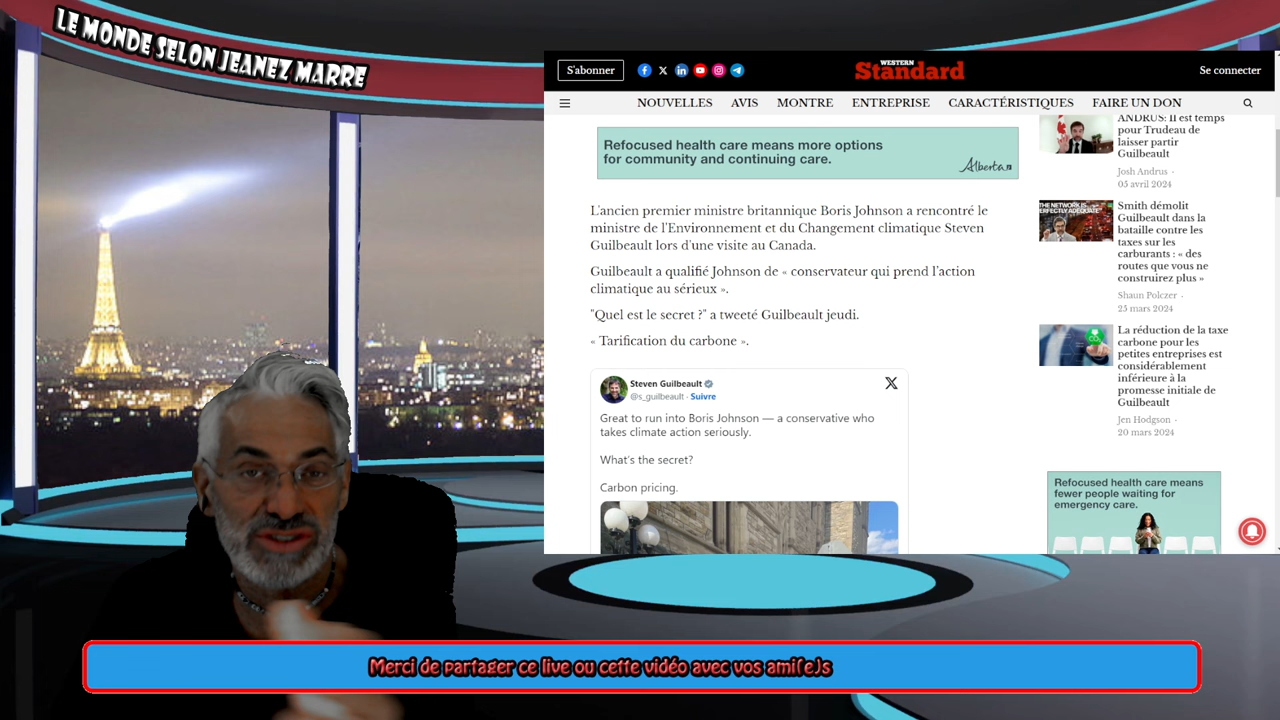 LE MONDE SELON JEANEZ MARRE
S'abonner
WESTERN
Standard
Se connecter
NOUVELLES AVIS MONTRE ENTREPRISE CARACTÉRISTIQUES FAIRE UN DON
Refocused health care means more options
for community and continuing care.
Alberta
L'ancien premier ministre britannique Boris Johnson a rencontré le
ministre de l'Environnement et du Changement climatique Steven
Guilbeault lors d'une visite au Canada.
Guilbeault a qualifié Johnson de « conservateur qui prend l'action
climatique au sérieux ».
"Quel est le secret ?" a tweeté Guilbeault jeudi.
« Tarification du carbone ».
Steven Guilbeault
@s_guilbeault · Suivre
Great to run into Boris Johnson — a conservative who
takes climate action seriously.
What's the secret?
Carbon pricing.
ANDRUS: Il est temps
pour Trudeau de
laisser partir
Guilbeault
Josh Andrus ·
05 avril 2024
THE NETWORK IS
PERFECTLY ADEQUATE"
Smith démolit
Guilbeault dans la
bataille contre les
taxes sur les
carburants : « des
routes que vous ne
construirez plus »
Shaun Polczer ·
25 mars 2024
La réduction de la taxe
carbone pour les
petites entreprises est
considérablement
inférieure à la
promesse initiale de
Guilbeault
Jen Hodgson ·
20 mars 2024
Refocused health care means
fewer people waiting for
emergency care.
Merci de partager ce live ou cette vidéo avec vos ami(e)s